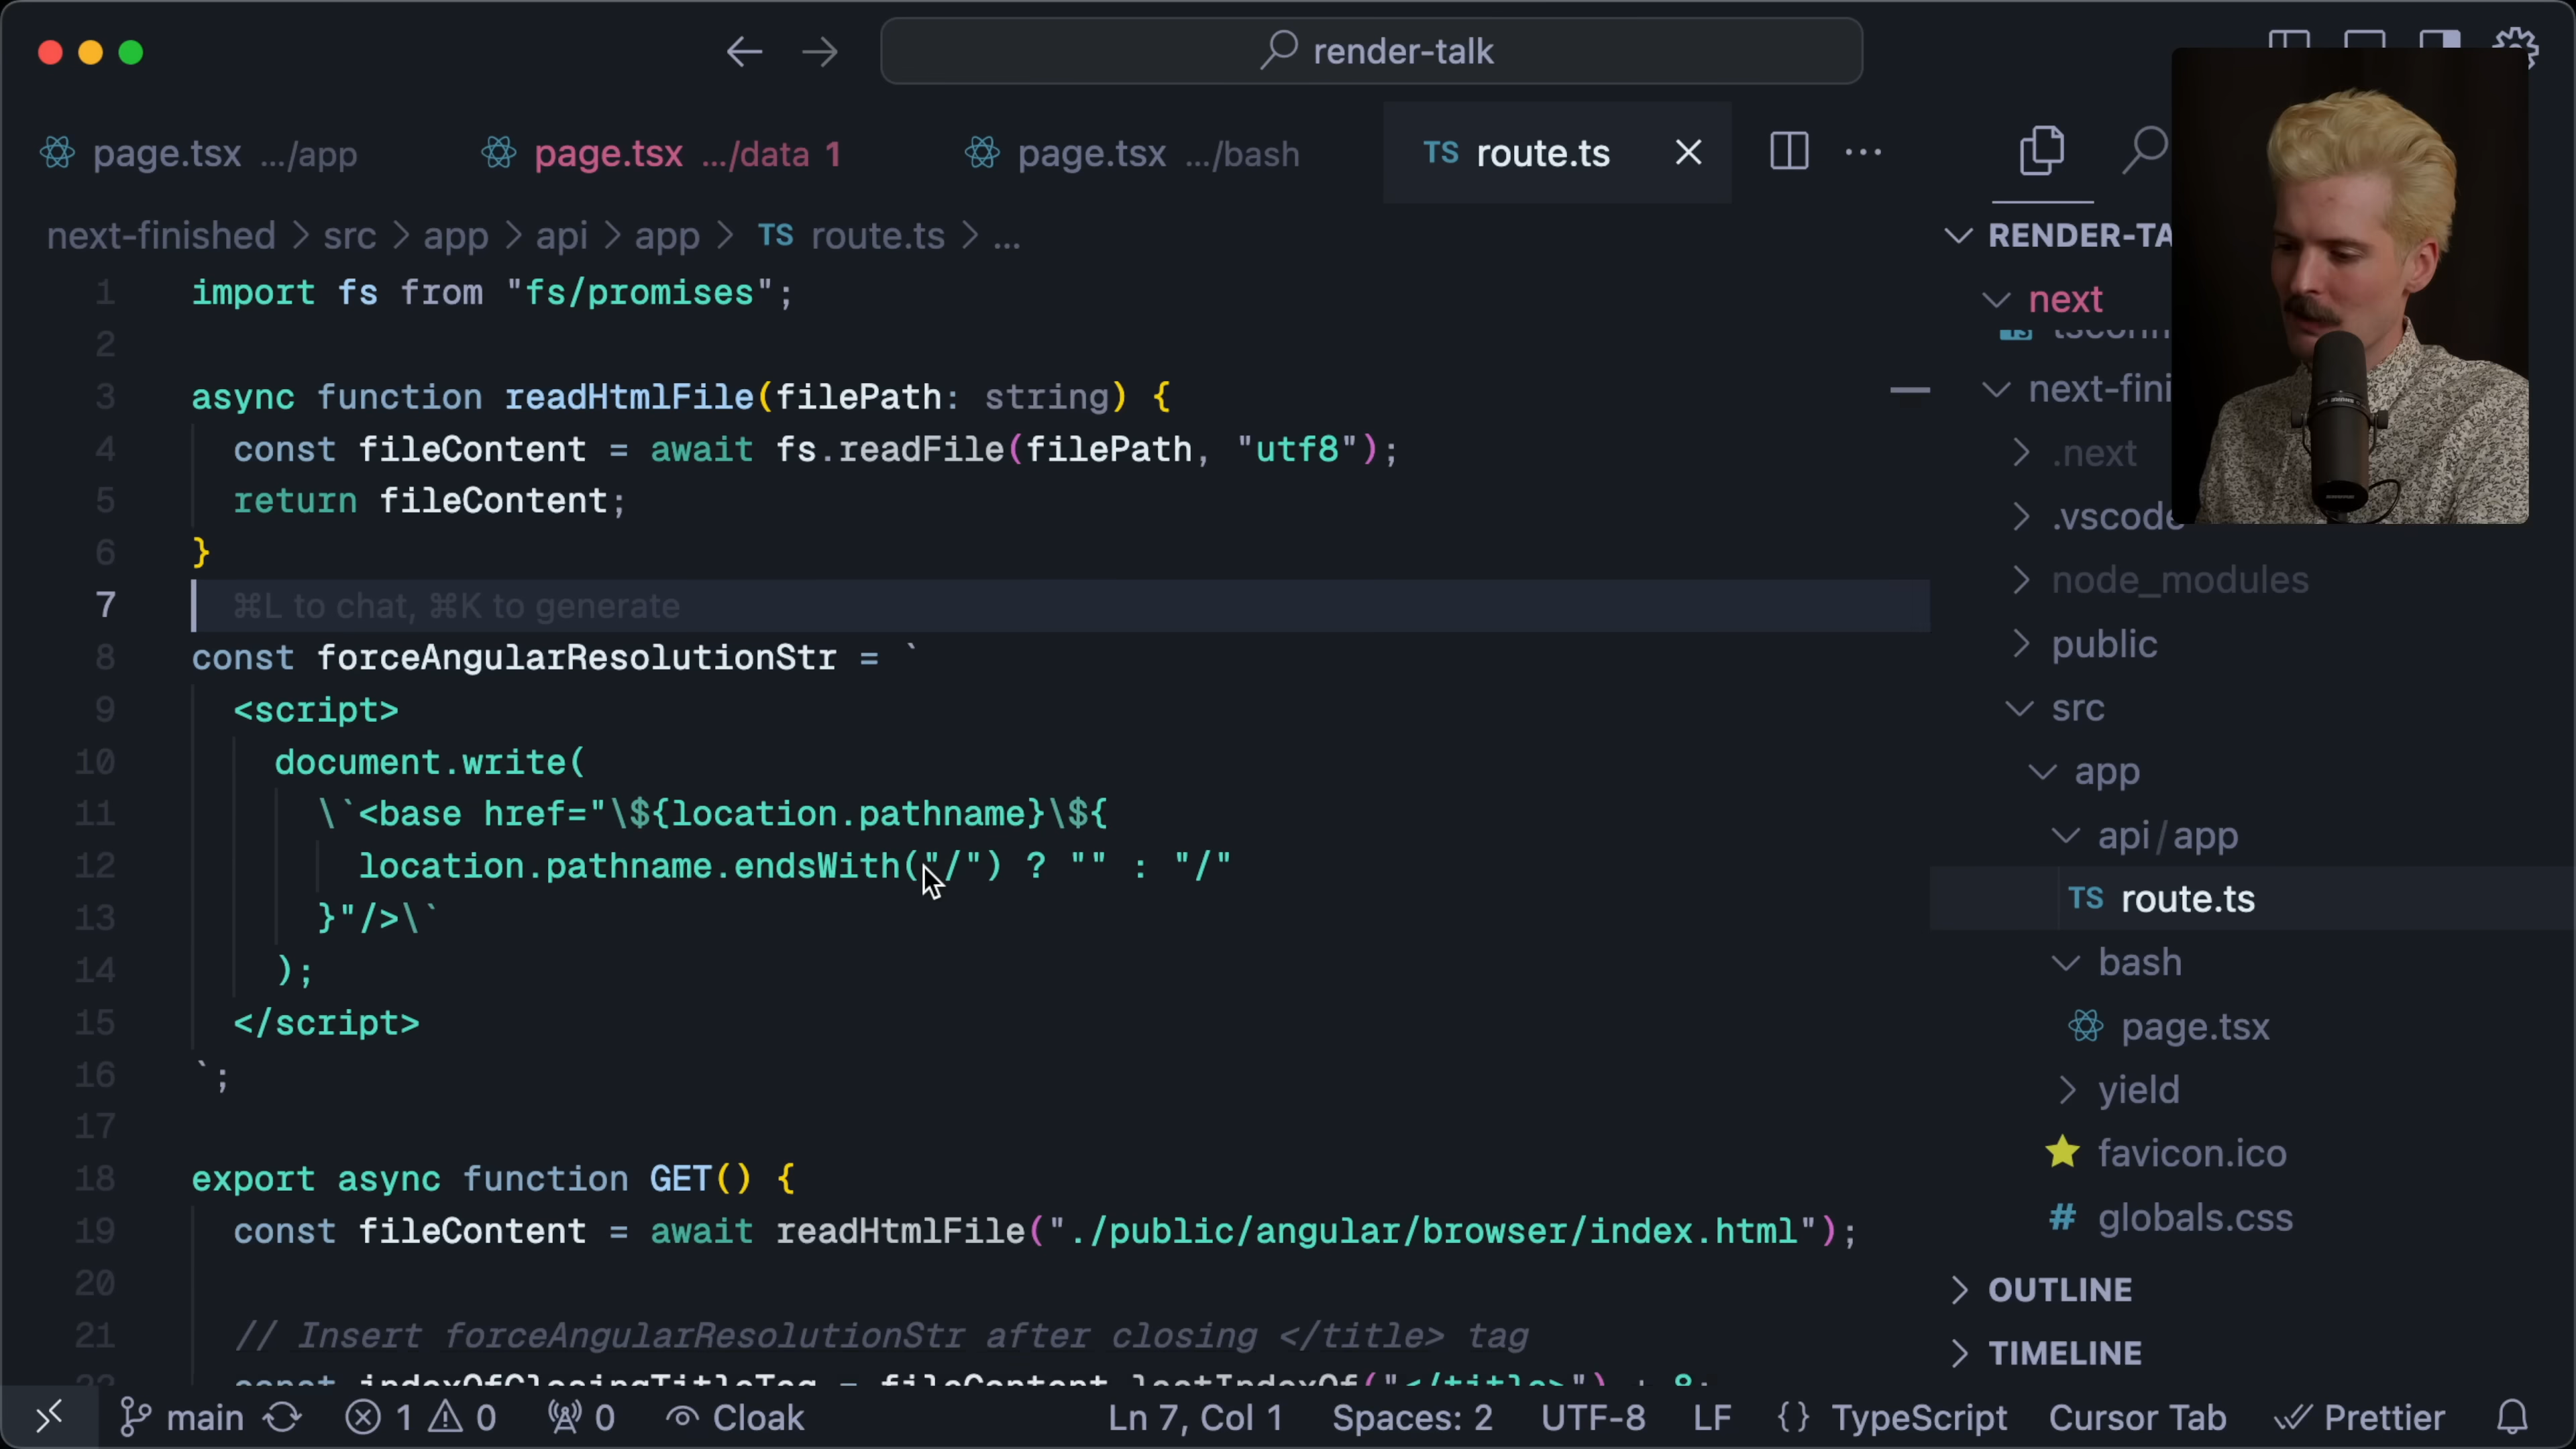 render-talk
page.tsx .../app
page.tsx .../data 1
page.tsx .../bash
TS route.ts
next-finished > src > app > api > app > TS route.ts > ...
1 import fs from "fs/promises";
2
3 async function readHtmlFile(filePath: string) {
4 const fileContent = await fs.readFile(filePath, "utf8");
5 return fileContent;
6 }
7 ⌘L to chat, ⌘K to generate
8 const forceAngularResolutionStr = `
9 <script>
10 document.write(
11 \`<base href="\${location.pathname}\${
12 location.pathname.endsWith("/") ? "" : "/"
13 }"/>\`
14 );
15 </script>
16 `;
17
18 export async function GET() {
19 const fileContent = await readHtmlFile("./public/angular/browser/index.html");
20
21 // Insert forceAngularResolutionStr after closing </title> tag
22 const indexOfClosingTitleTag = fileContent.lastIndexOf("</title>") + 8;
RENDER-TA
next
next-fini
.next
.vscode
node_modules
public
src
app
api/app
TS route.ts
bash
page.tsx
yield
favicon.ico
# globals.css
OUTLINE
TIMELINE
main 1 0 0 Cloak Ln 7, Col 1 Spaces: 2 UTF-8 LF {} TypeScript Cursor Tab Prettier